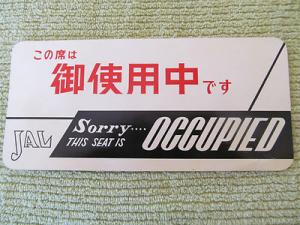 この席は
御使用中です
JAL
Sorry....
THIS SEAT IS OCCUPIED